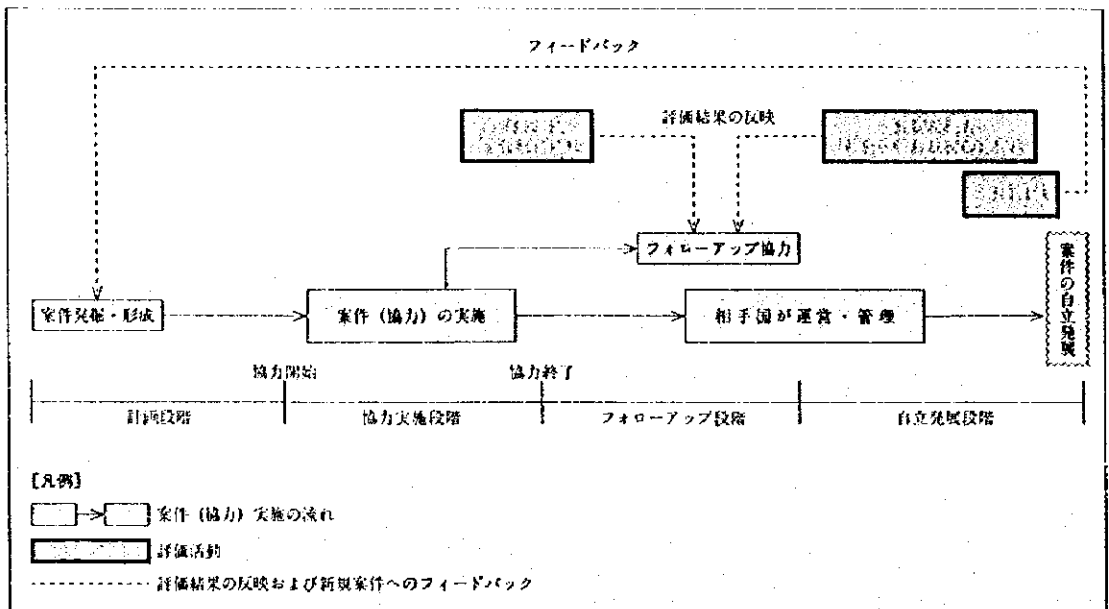 フィードバック
評価結果の反映
フォローアップ協力
案件発掘・形成
案件(協力)の実施
相手国が運営・管理
案件の自立発展
協力開始
協力終了
計画段階
協力実施段階
フォローアップ段階
自立発展段階
[凡例]
案件(協力)実施の流れ
評価活動
評価結果の反映および新規案件へのフィードバック